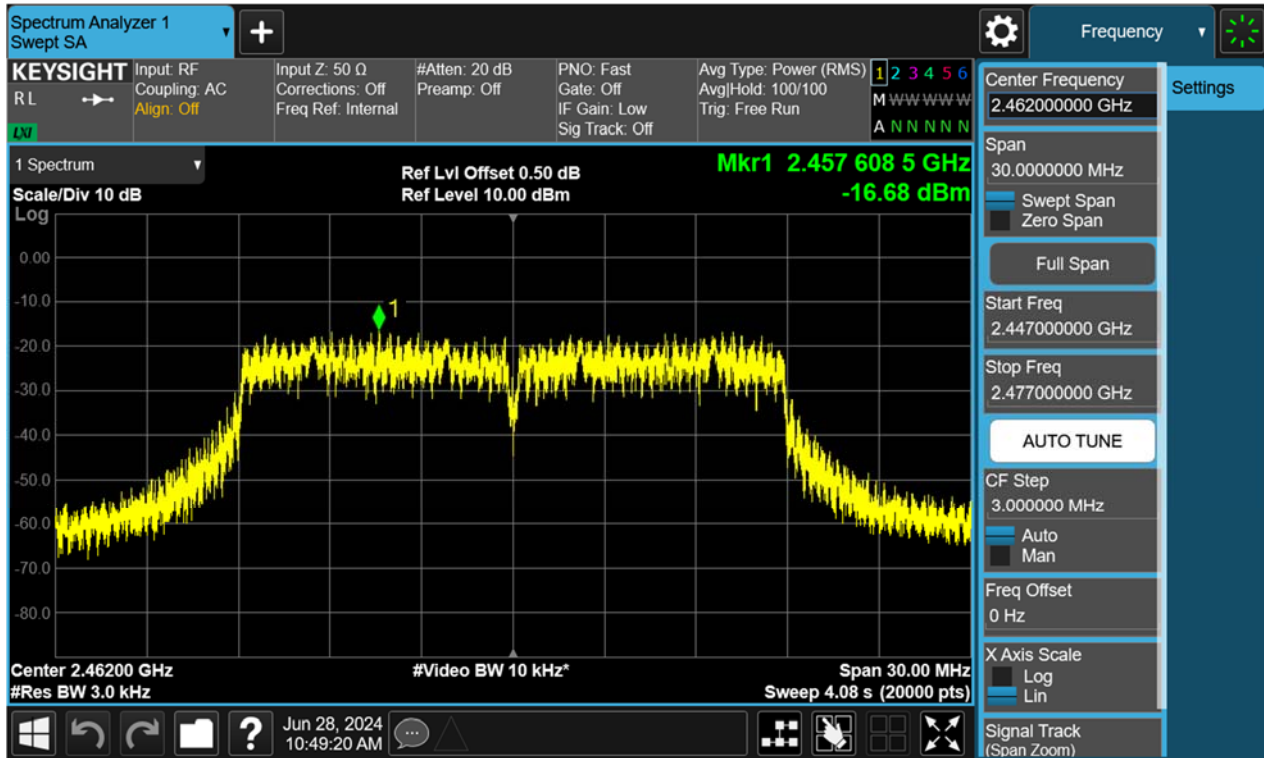 Spectrum Analyzer 1
Swept SA
+
Frequency
KEYSIGHT
R L
LXI
Input: RF
Coupling: AC
Align: Off
Input Z: 50 Ω
Corrections: Off
Freq Ref: Internal
#Atten: 20 dB
Preamp: Off
PNO: Fast
Gate: Off
IF Gain: Low
Sig Track: Off
Avg Type: Power (RMS)
Avg|Hold: 100/100
Trig: Free Run
1 2 3 4 5 6
M W W W W W
A N N N N N
1 Spectrum
Scale/Div 10 dB
Ref Lvl Offset 0.50 dB
Ref Level 10.00 dBm
Mkr1 2.457 608 5 GHz
-16.68 dBm
Log
0.00
-10.0
-20.0
-30.0
-40.0
-50.0
-60.0
-70.0
-80.0
1
Center 2.46200 GHz
#Res BW 3.0 kHz
#Video BW 10 kHz*
Span 30.00 MHz
Sweep 4.08 s (20000 pts)
?
Jun 28, 2024
10:49:20 AM
Center Frequency
2.462000000 GHz
Span
30.0000000 MHz
Swept Span
Zero Span
Full Span
Start Freq
2.447000000 GHz
Stop Freq
2.477000000 GHz
AUTO TUNE
CF Step
3.000000 MHz
Auto
Man
Freq Offset
0 Hz
X Axis Scale
Log
Lin
Signal Track
(Span Zoom)
Settings